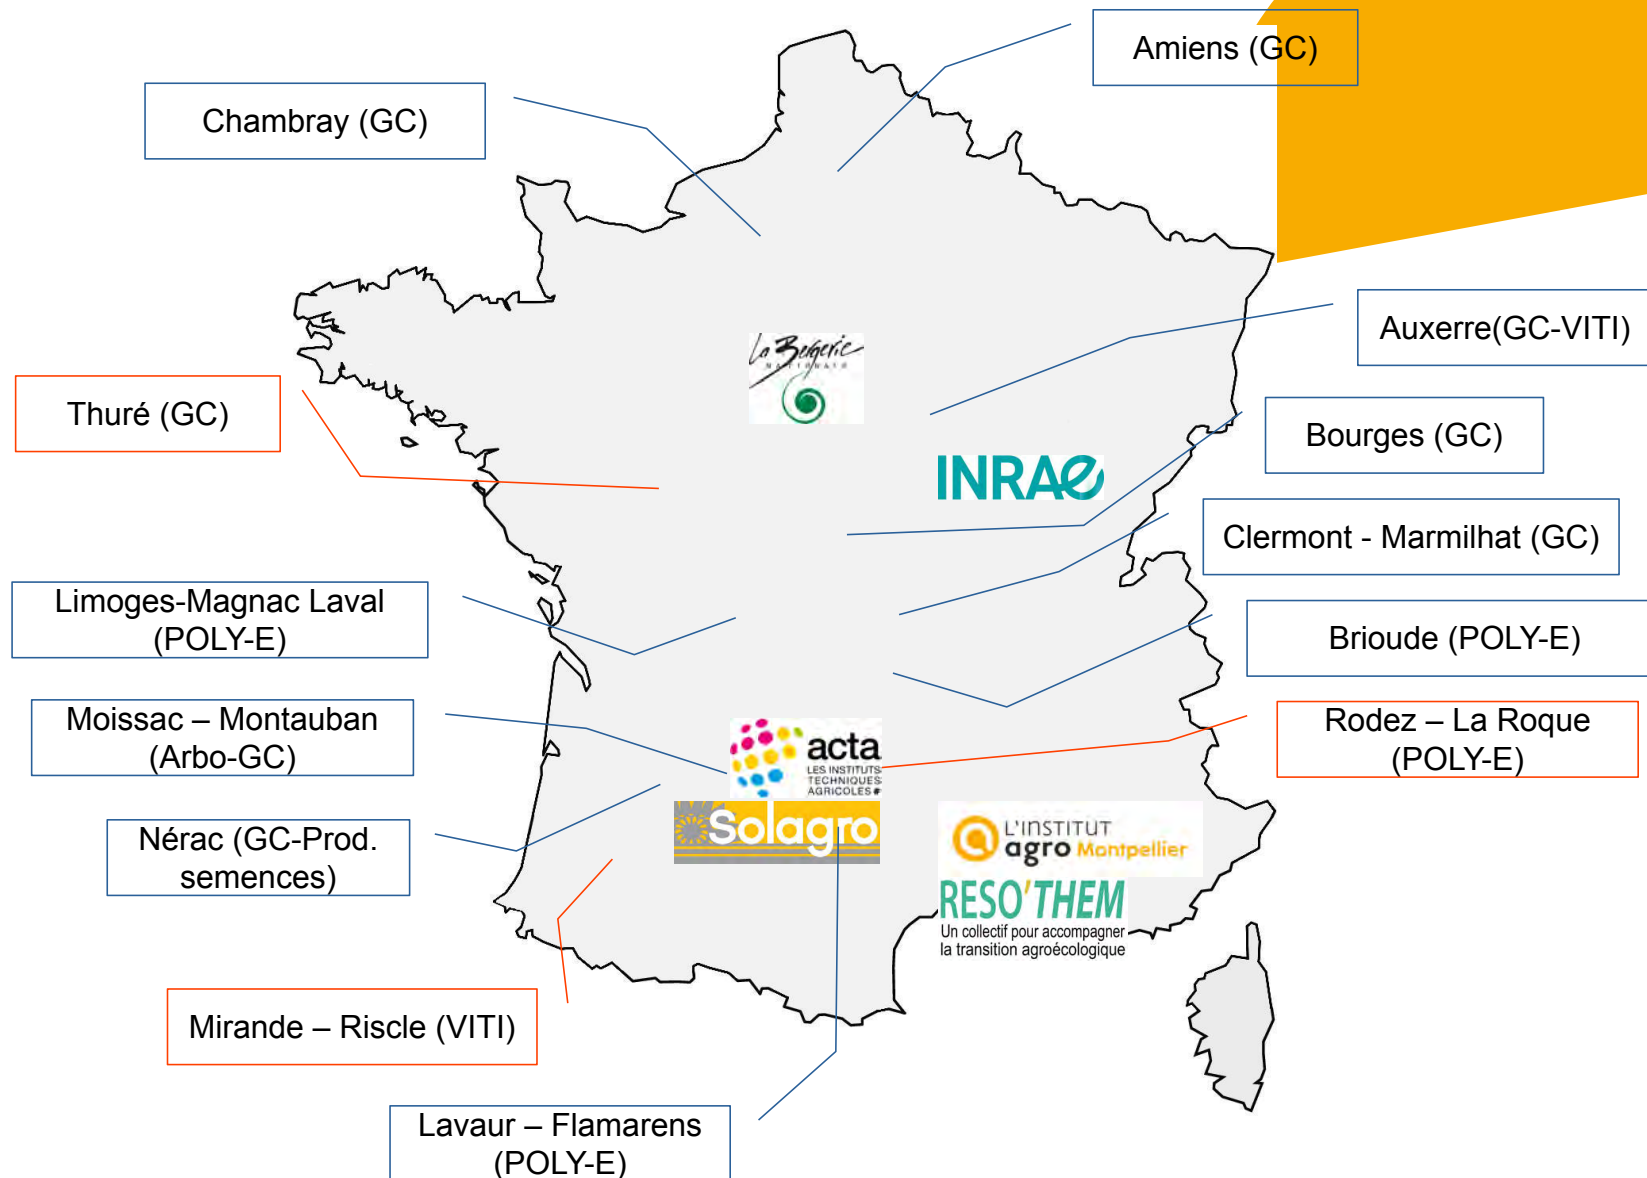 Amiens (GC)
Chambray (GC)
Auxerre(GC-VITI)
La Bergerie
NATIONALE
Thuré (GC)
Bourges (GC)
INRAE
Clermont - Marmilhat (GC)
Limoges-Magnac Laval
(POLY-E)
Brioude (POLY-E)
Moissac – Montauban
(Arbo-GC)
Rodez – La Roque
(POLY-E)
acta
LES INSTITUTS
TECHNIQUES
AGRICOLES#
Solagro
Nérac (GC-Prod.
semences)
L'INSTITUT
agro Montpellier
RESO'THEM
Un collectif pour accompagner
la transition agroécologique
Mirande – Riscle (VITI)
Lavaur – Flamarens
(POLY-E)